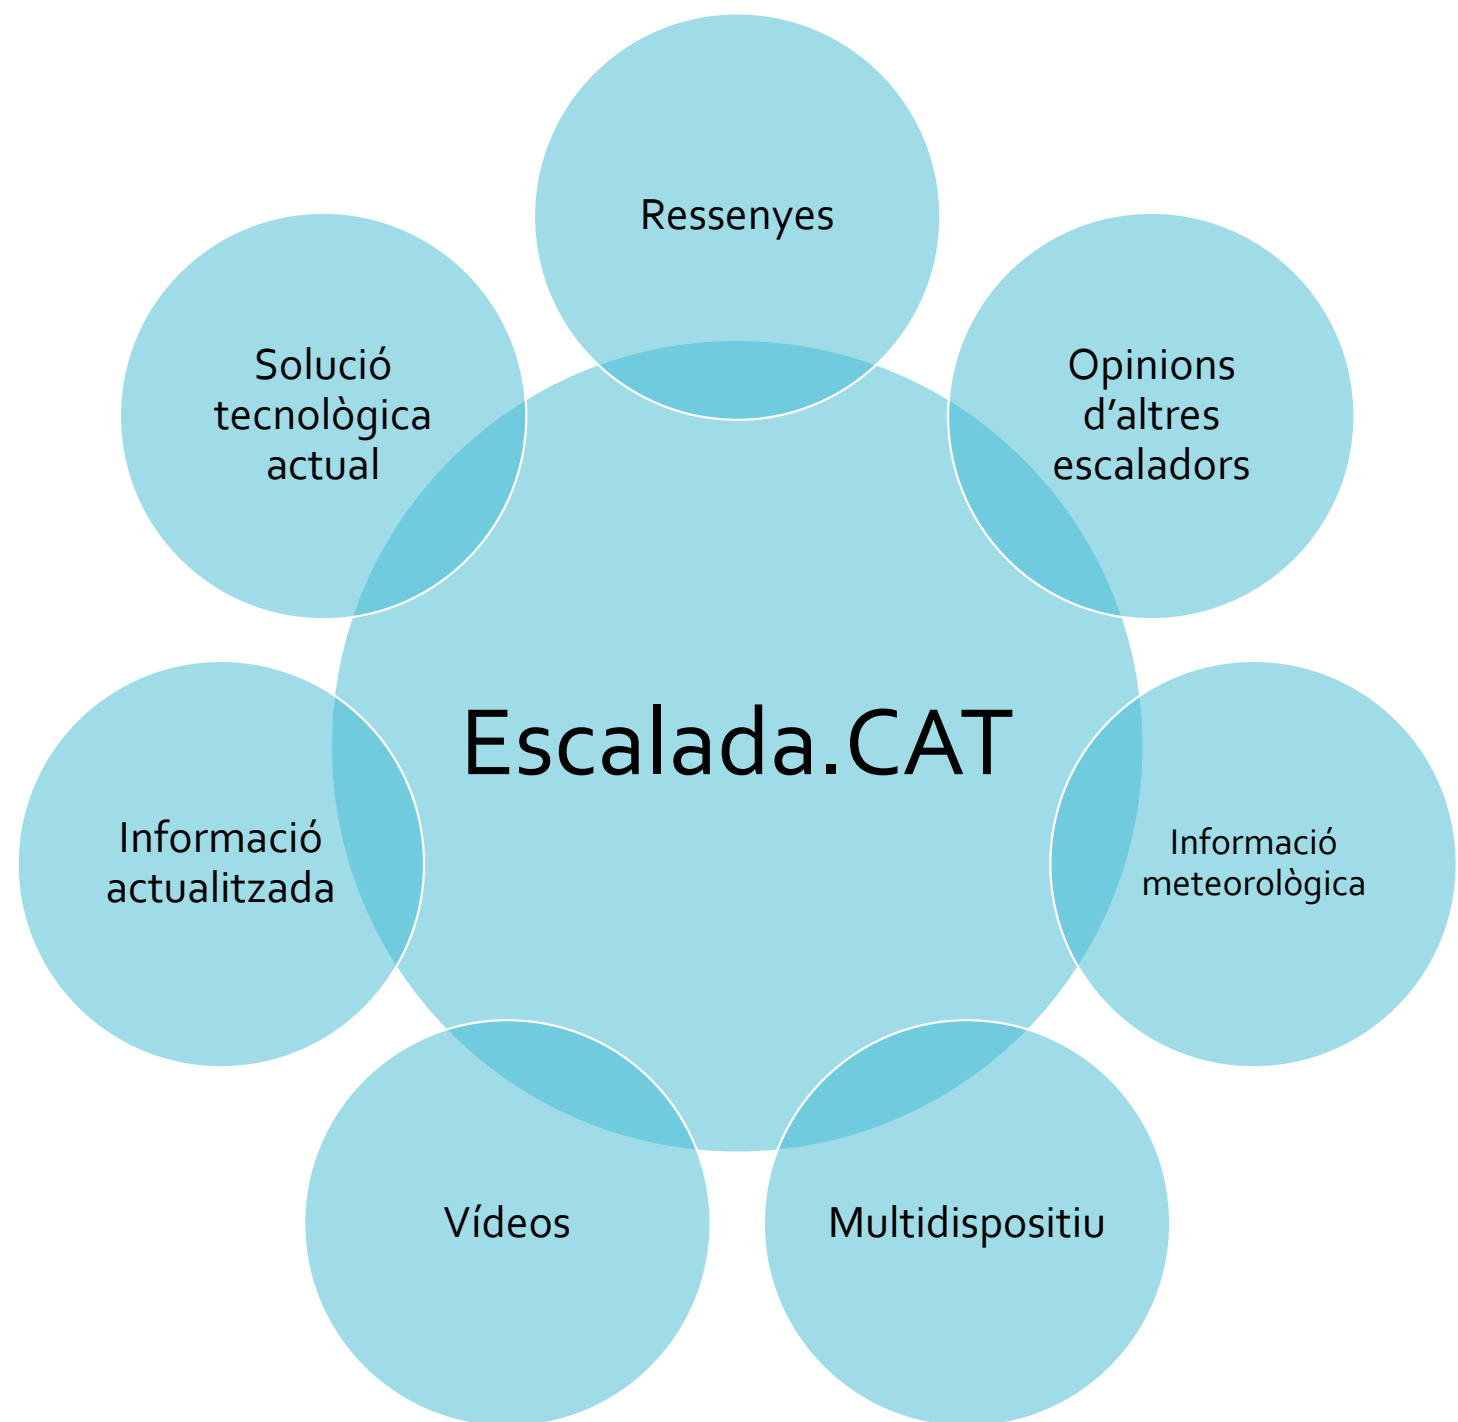 Ressenyes
Opinions
d'altres
escaladors
Informació
meteorològica
Multidispositiu
Vídeos
Informació
actualitzada
Solució
tecnològica
actual
Escalada.CAT